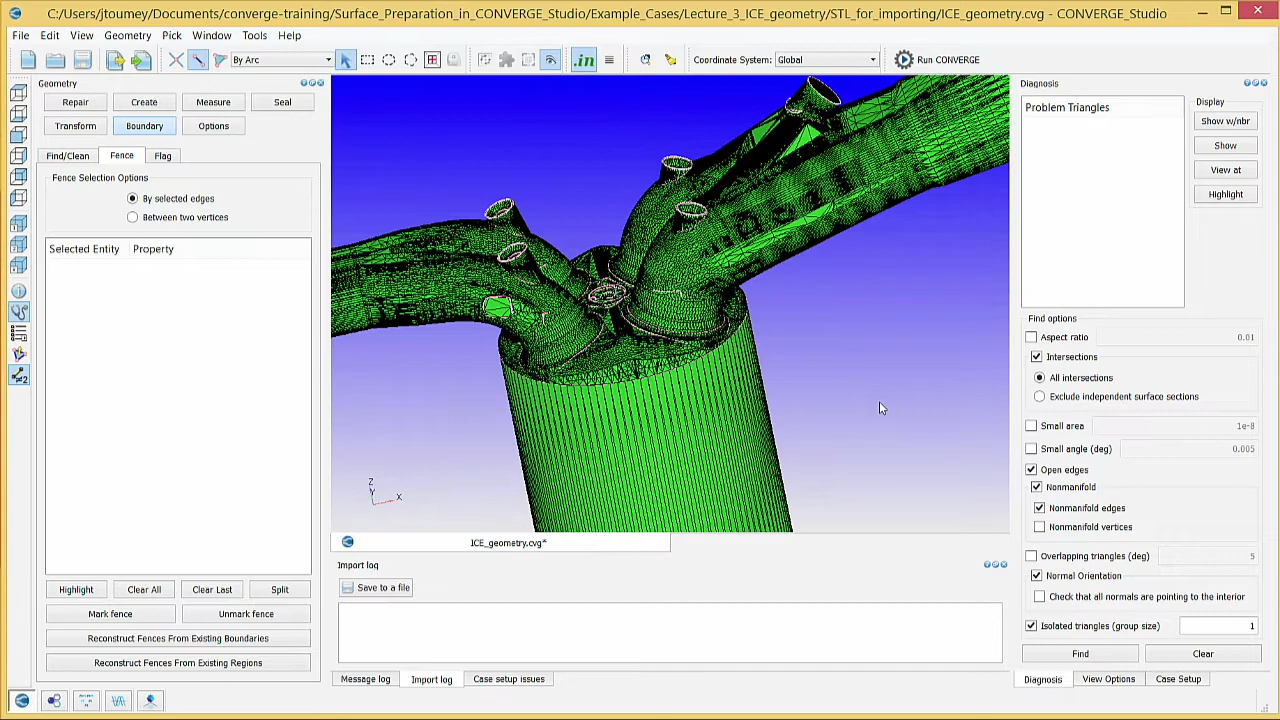 C:/Users/jtoumey/Documents/converge-training/Surface_Preparation_in_CONVERGE_Studio/Example_Cases/Lecture_3_ICE_geometry/STL_for_importing/ICE_geometry.cvg - CONVERGE_Studio
File Edit View Geometry Pick Window Tools Help
By Arc .in Coordinate System: Global Run CONVERGE
Geometry
Repair Create Measure Seal
Transform Boundary Options
Find/Clean Fence Flag
Fence Selection Options
By selected edges
Between two vertices
Selected Entity Property
Highlight Clear All Clear Last Split
Mark fence Unmark fence
Reconstruct Fences From Existing Boundaries
Reconstruct Fences From Existing Regions
Z
Y X
ICE_geometry.cvg*
Import log
Save to a file
Message log Import log Case setup issues
Diagnosis
Problem Triangles
Display
Show w/nbr
Show
View at
Highlight
Find options
Aspect ratio 0.01
Intersections
All intersections
Exclude independent surface sections
Small area 1e-8
Small angle (deg) 0.005
Open edges
Nonmanifold
Nonmanifold edges
Nonmanifold vertices
Overlapping triangles (deg) 5
Normal Orientation
Check that all normals are pointing to the interior
Isolated triangles (group size) 1
Find Clear
Diagnosis View Options Case Setup